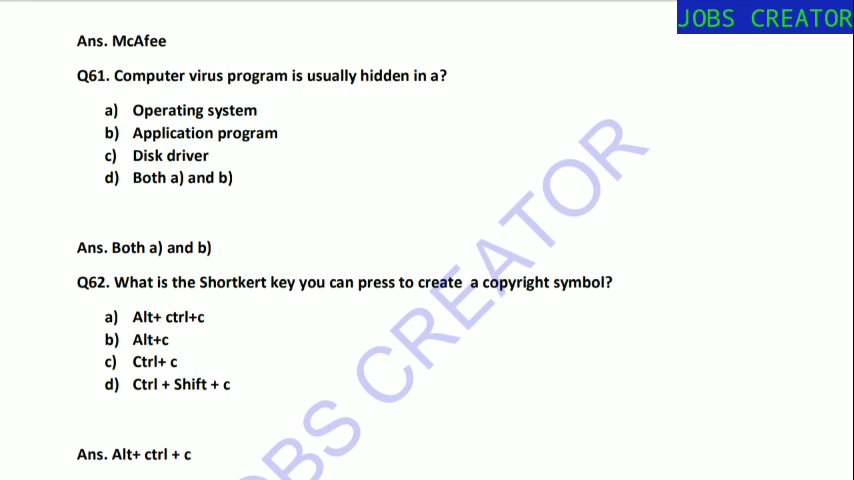 JOBS CREATOR
Ans. McAfee
Q61. Computer virus program is usually hidden in a?
a) Operating system
b) Application program
c) Disk driver
d) Both a) and b)
Ans. Both a) and b)
Q62. What is the Shortkert key you can press to create a copyright symbol?
a) Alt+ ctrl+c
b) Alt+c
c) Ctrl+ c
d) Ctrl + Shift + c
Ans. Alt+ ctrl + c
OBS CREATOR